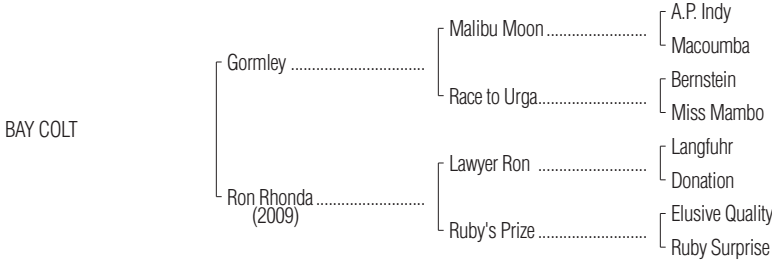 A.P. Indy
Malibu Moon ........................
Macoumba
Gormley ................................
Bernstein
Race to Urga..........................
Miss Mambo
BAY COLT
Langfuhr
Lawyer Ron ..........................
Donation
Ron Rhonda ..........................
(2009)
Elusive Quality
Ruby's Prize ..........................
Ruby Surprise